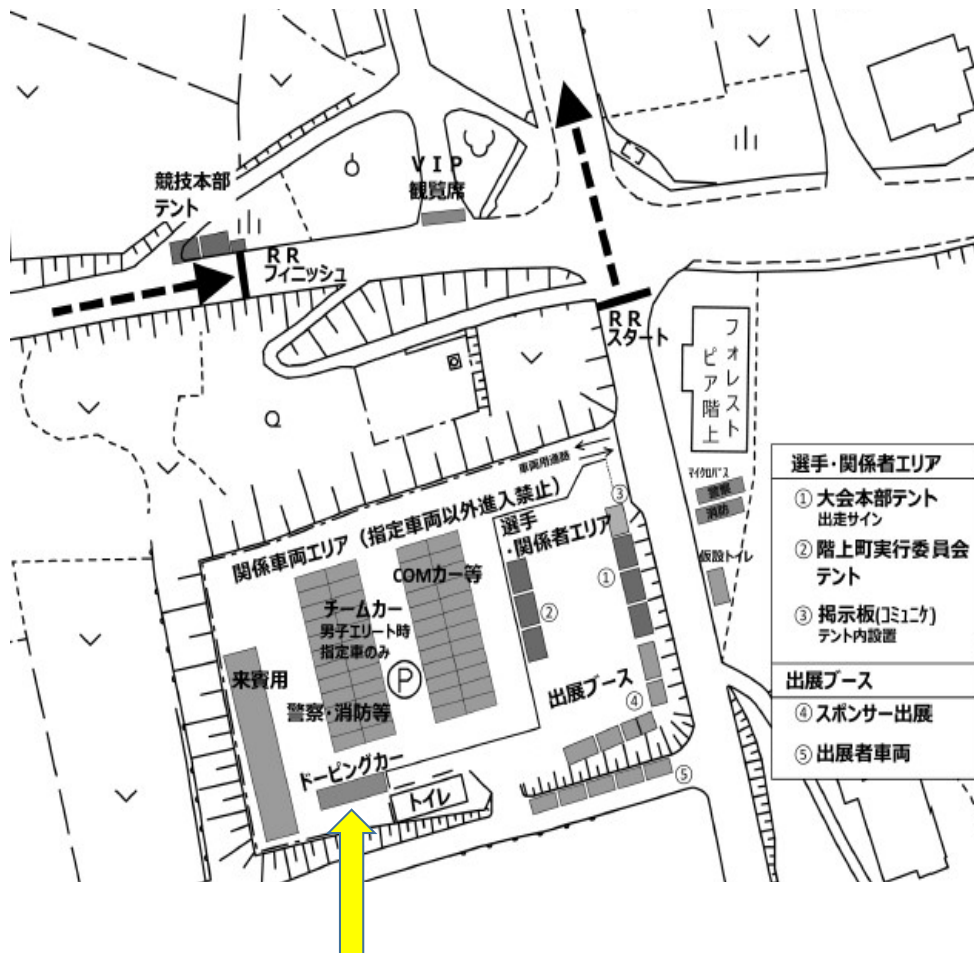 競技本部
テント
ＶＩＰ
観覧席
ＲＲ
フィニッシュ
ＲＲ
スタート
フォレスト
ピア階上
マイクロバス
警察
消防
仮設トイレ
車両用通路
関係車両エリア（指定車両以外進入禁止）
選手
・関係者エリア
③
①
②
COMカー等
チームカー
男子エリート時
指定車のみ
P
来賓用
警察・消防等
ドーピングカー
トイレ
出展ブース
④
⑤
選手・関係者エリア
① 大会本部テント
出走サイン
② 階上町実行委員会
テント
③ 掲示板(コミュニケ)
テント内設置
出展ブース
④ スポンサー出展
⑤ 出展者車両